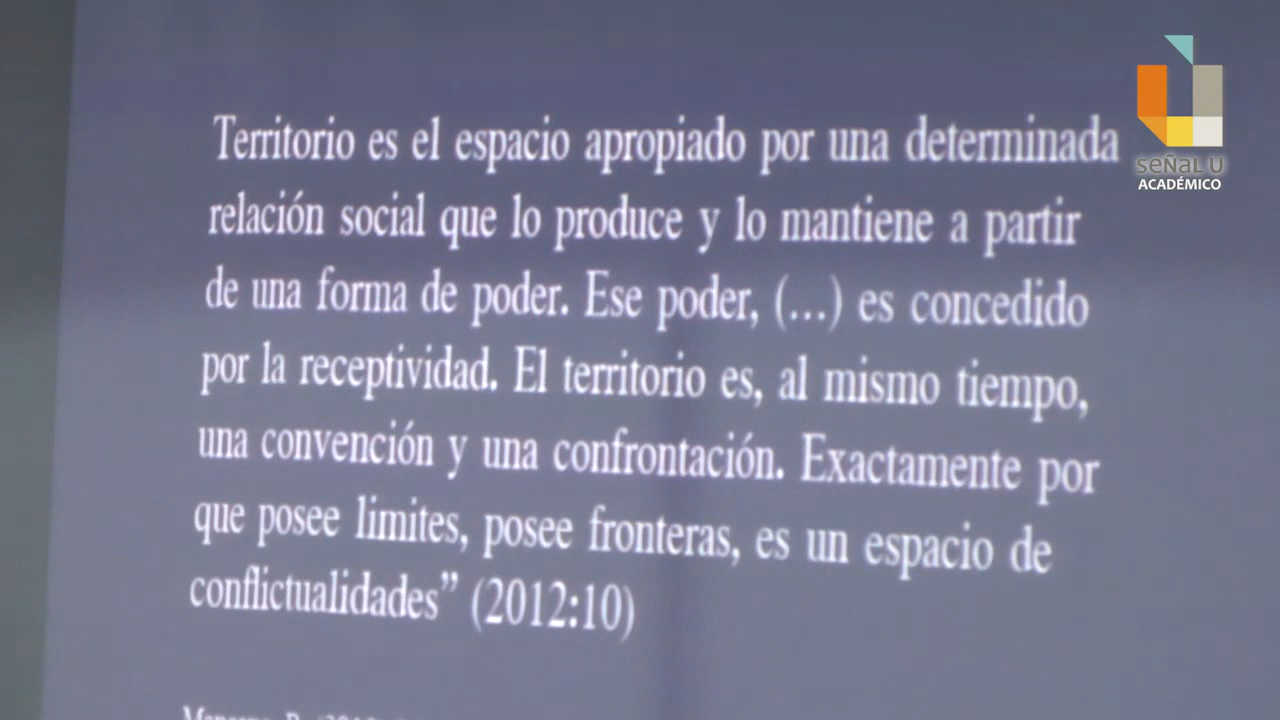 Territorio es el espacio apropiado por una determinada
relación social que lo produce y lo mantiene a partir
de una forma de poder. Ese poder, (...) es concedido
por la receptividad. El territorio es, al mismo tiempo,
una convención y una confrontación. Exactamente por
que posee limites, posee fronteras, es un espacio de
conflictualidades” (2012:10)
SEÑAL U
ACADÉMICO